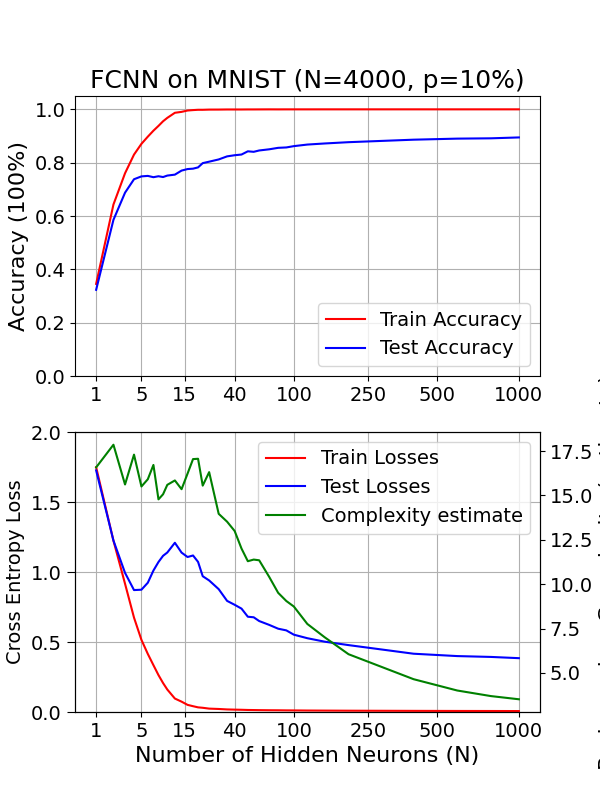 FCNN on MNIST (N=4000, p=10%)
Accuracy (100%)
1.0
0.8
0.6
0.4
0.2
0.0
Train Accuracy
Test Accuracy
1 5 15 40 100 250 500 1000
Cross Entropy Loss
2.0
1.5
1.0
0.5
0.0
Train Losses
Test Losses
Complexity estimate
17.5
15.0
12.5
10.0
7.5
5.0
1 5 15 40 100 250 500 1000
Number of Hidden Neurons (N)